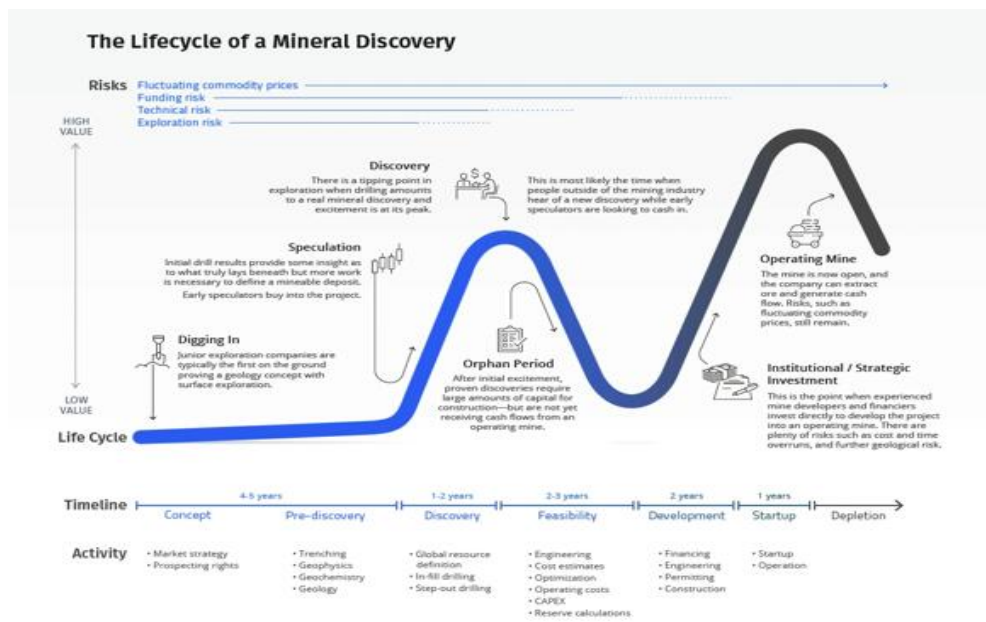 The Lifecycle of a Mineral Discovery
Risks
Fluctuating commodity prices
Funding risk
Technical risk
Exploration risk
HIGH
VALUE
LOW
VALUE
Discovery
There is a tipping point in
exploration when drilling amounts
to a real mineral discovery and
excitement is at its peak.
This is most likely the time when
people outside of the mining industry
hear of a new discovery while early
speculators are looking to cash in.
Speculation
Initial drill results provide some insight as
to what truly lays beneath but more work
is necessary to define a mineable deposit.
Early speculators buy into the project.
Digging In
Junior exploration companies are
typically the first on the ground
proving a geology concept with
surface exploration.
Orphan Period
After initial excitement,
proven discoveries require
large amounts of capital for
construction—but are not yet
receiving cash flows from an
operating mine.
Operating Mine
The mine is now open, and
the company can extract
ore and generate cash
flow. Risks, such as
fluctuating commodity
prices, still remain.
Institutional / Strategic
Investment
This is the point when experienced
mine developers and financiers
invest directly to develop the project
into an operating mine. There are
plenty of risks such as cost and time
overruns, and further geological risk.
Life Cycle
Timeline
4-5 years
1-2 years
2-3 years
2 years
1 years
Concept
Pre-discovery
Discovery
Feasibility
Development
Startup
Depletion
Activity
• Market strategy
• Prospecting rights
• Trenching
• Geophysics
• Geochemistry
• Geology
• Global resource
definition
• In-fill drilling
• Step-out drilling
• Engineering
• Cost estimates
• Optimization
• Operating costs
• CAPEX
• Reserve calculations
• Financing
• Engineering
• Permitting
• Construction
• Startup
• Operation